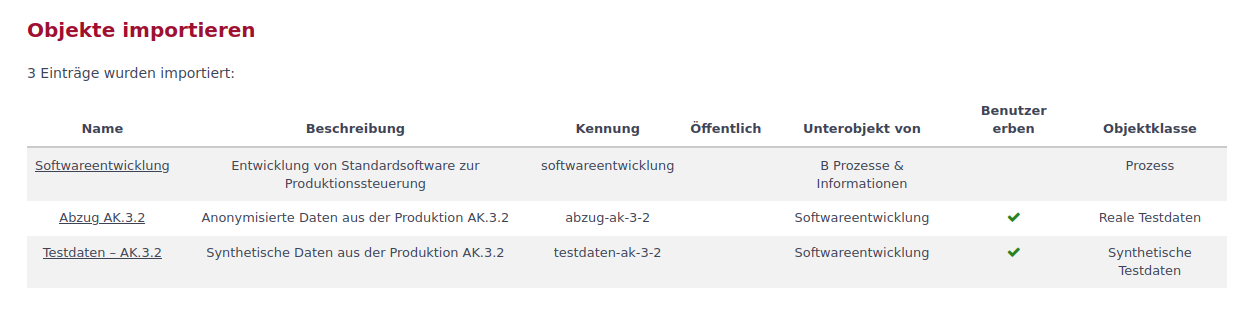 Objekte importieren
3 Einträge wurden importiert:
Name Beschreibung Kennung Öffentlich Unterobjekt von Benutzer erben Objektklasse
Softwareentwicklung Entwicklung von Standardsoftware zur Produktionssteuerung softwareentwicklung B Prozesse & Informationen Prozess
Abzug AK.3.2 Anonymisierte Daten aus der Produktion AK.3.2 abzug-ak-3-2 Softwareentwicklung ✔ Reale Testdaten
Testdaten – AK.3.2 Synthetische Daten aus der Produktion AK.3.2 testdaten-ak-3-2 Softwareentwicklung ✔ Synthetische Testdaten